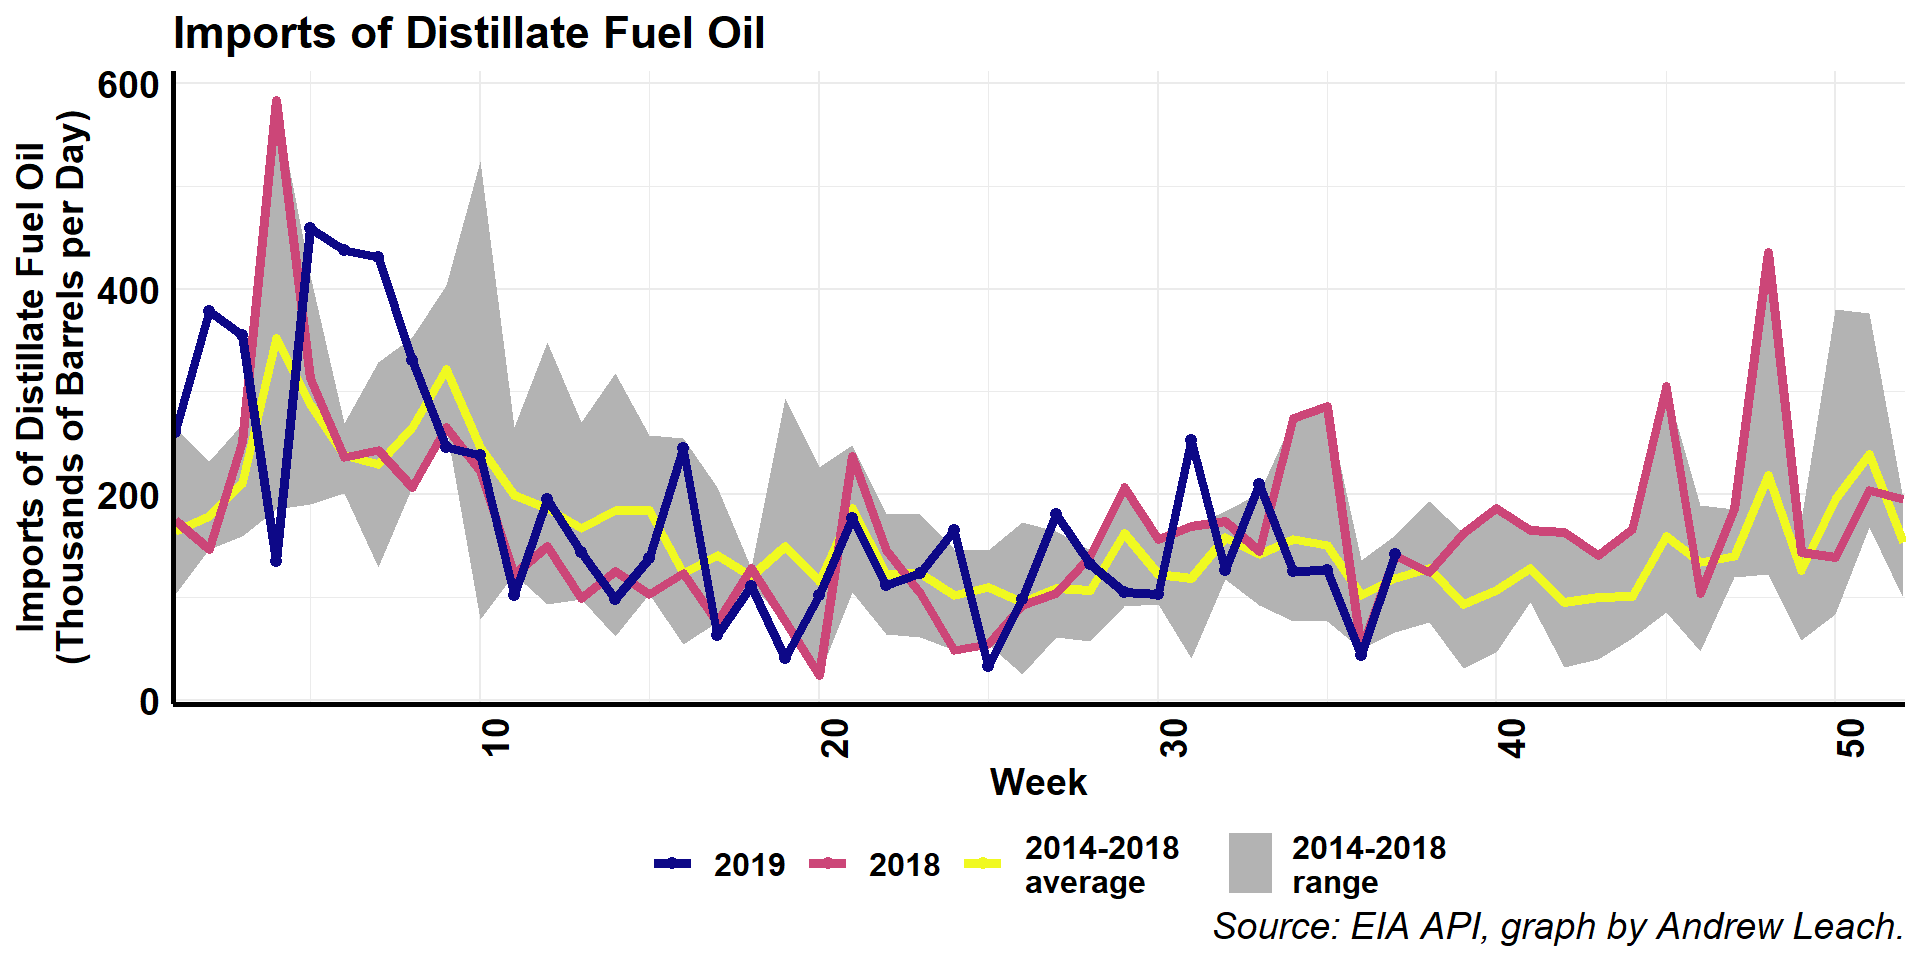 Imports of Distillate Fuel Oil
Imports of Distillate Fuel Oil
(Thousands of Barrels per Day)
600
400
200
0
10
20
30
40
50
Week
2019
2018
2014-2018
average
2014-2018
range
Source: EIA API, graph by Andrew Leach.